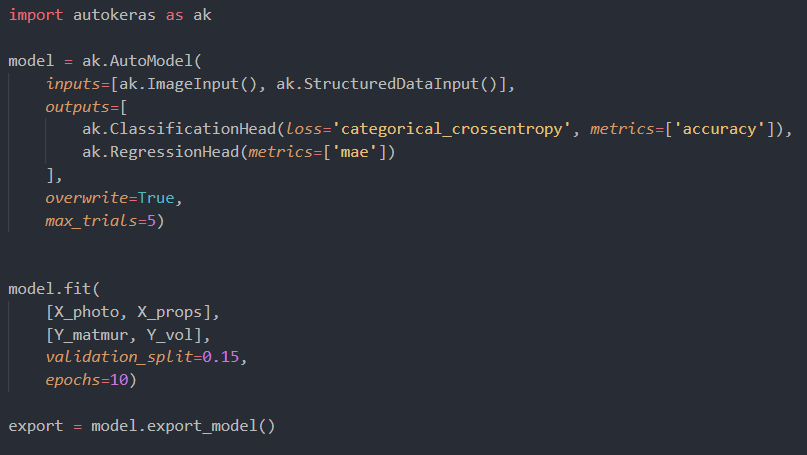 import autokeras as ak
model = ak.AutoModel(
inputs=[ak.ImageInput(), ak.StructuredDataInput()],
outputs=[
ak.ClassificationHead(loss='categorical_crossentropy', metrics=['accuracy']),
ak.RegressionHead(metrics=['mae'])
],
overwrite=True,
max_trials=5)
model.fit(
[X_photo, X_props],
[Y_matmur, Y_vol],
validation_split=0.15,
epochs=10)
export = model.export_model()